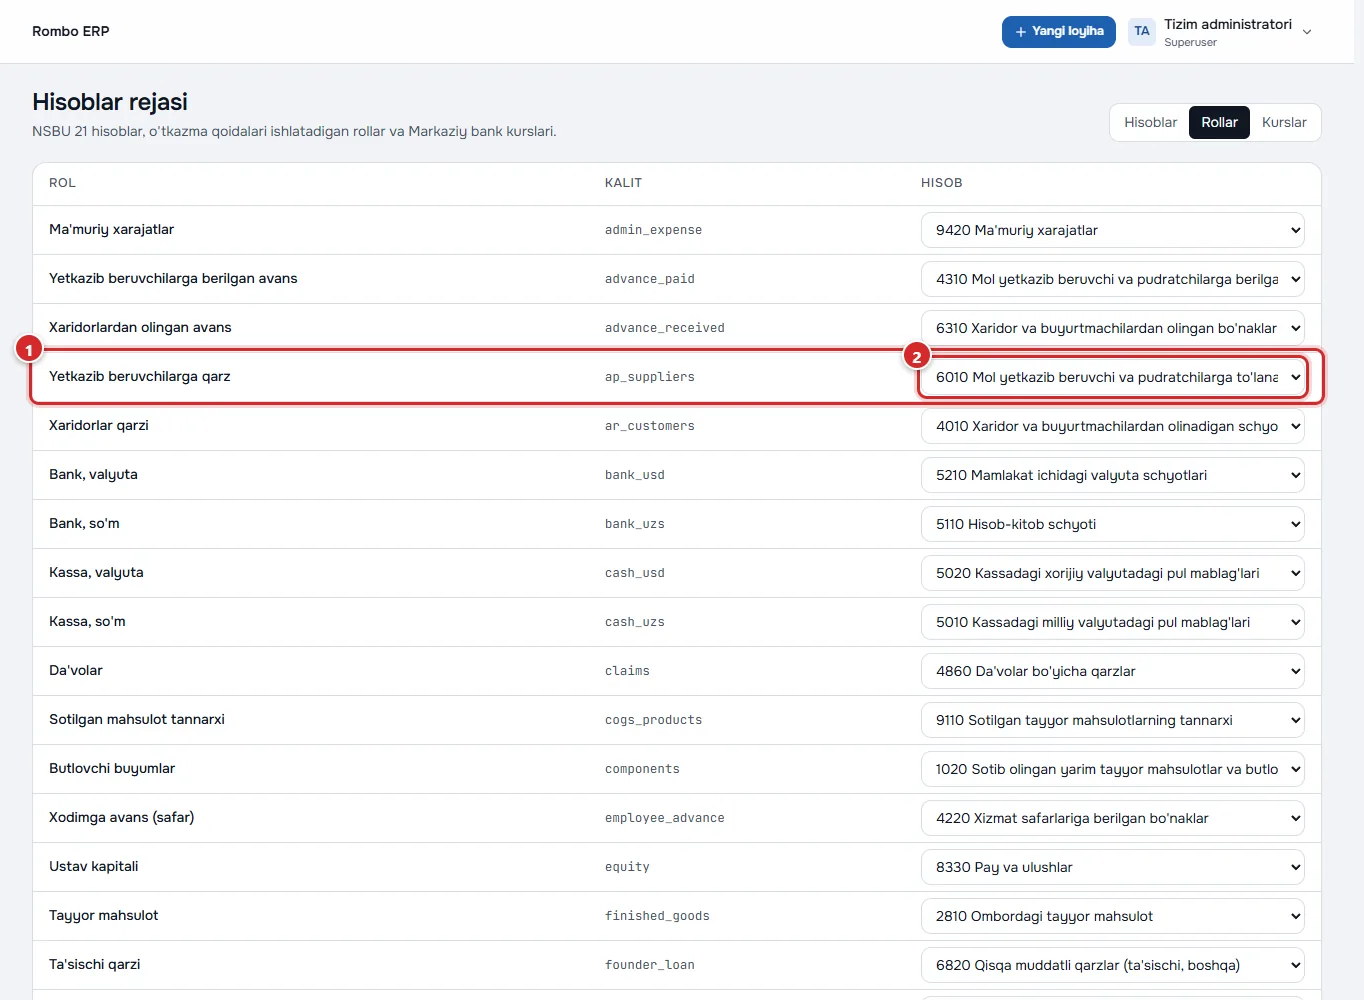 Rombo ERP
+ Yangi loyiha
TA
Tizim administratori
Superuser
Hisoblar rejasi
NSBU 21 hisoblar, o'tkazma qoidalari ishlatadigan rollar va Markaziy bank kurslari.
Hisoblar
Rollar
Kurslar
ROL KALIT HISOB
Ma'muriy xarajatlar admin_expense 9420 Ma'muriy xarajatlar
Yetkazib beruvchilarga berilgan avans advance_paid 4310 Mol yetkazib beruvchi va pudratchilarga berilga
Xaridorlardan olingan avans advance_received 6310 Xaridor va buyurtmachilardan olingan bo'naklar
1
2
Yetkazib beruvchilarga qarz ap_suppliers 6010 Mol yetkazib beruvchi va pudratchilarga to'lana
Xaridorlar qarzi ar_customers 4010 Xaridor va buyurtmachilardan olinadigan schyo
Bank, valyuta bank_usd 5210 Mamlakat ichidagi valyuta schyotlari
Bank, so'm bank_uzs 5110 Hisob-kitob schyoti
Kassa, valyuta cash_usd 5020 Kassadagi xorijiy valyutadagi pul mablag'lari
Kassa, so'm cash_uzs 5010 Kassadagi milliy valyutadagi pul mablag'lari
Da'volar claims 4860 Da'volar bo'yicha qarzlar
Sotilgan mahsulot tannarxi cogs_products 9110 Sotilgan tayyor mahsulotlarning tannarxi
Butlovchi buyumlar components 1020 Sotib olingan yarim tayyor mahsulotlar va butlo
Xodimga avans (safar) employee_advance 4220 Xizmat safarlariga berilgan bo'naklar
Ustav kapitali equity 8330 Pay va ulushlar
Tayyor mahsulot finished_goods 2810 Ombordagi tayyor mahsulot
Ta'sischi qarzi founder_loan 6820 Qisqa muddatli qarzlar (ta'sischi, boshqa)